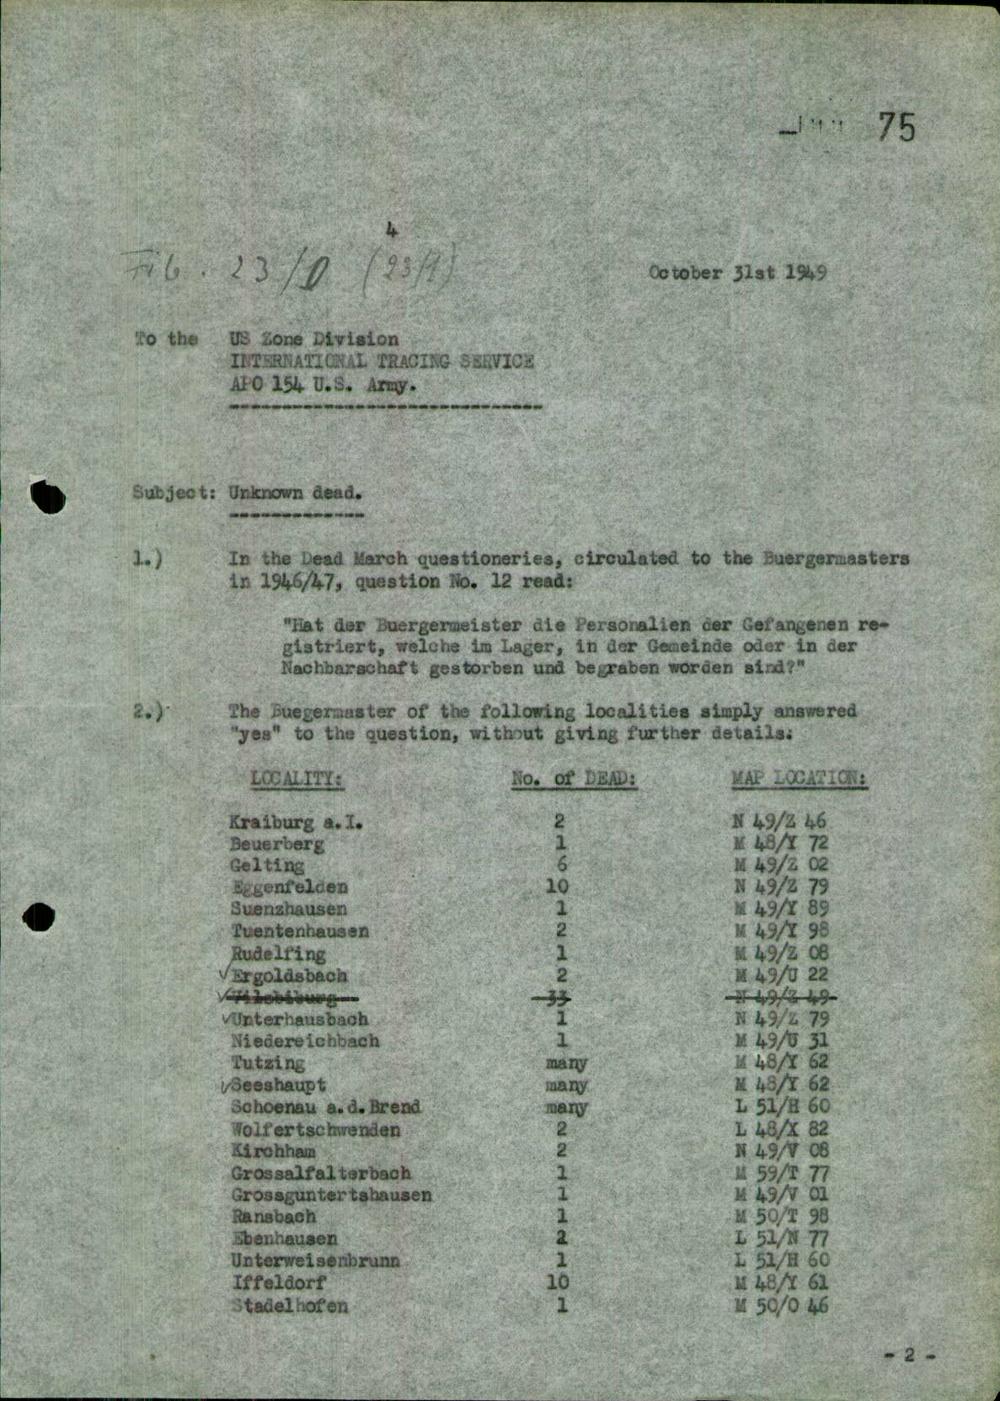 75
4
23/0 (23/9)
October 31st 1949
To the US Zone Division
INTERNATIONAL TRACING SERVICE
APO 154 U.S. Army.
Subject: Unknown dead.
1.) In the Dead March questioneries, circulated to the Buergermasters
in 1946/47, question No. 12 read:
"Hat der Buergermeister die Personalien der Gefangenen re-
gistriert, welche im Lager, in der Gemeinde oder in der
Nachbarschaft gestorben und begraben worden sind?"
2.) The Buegermaster of the following localities simply answered
"yes" to the question, without giving further details:
LOCALITY: No. of DEAD: MAP LOCATION:
Kraiburg a.I. 2 N 49/Z 46
Beuerberg 1 M 48/Y 72
Gelting 6 M 49/Z 02
Eggenfelden 10 N 49/Z 79
Suenzhausen 1 M 49/Y 89
Tuentenhausen 2 M 49/Y 98
Rudelfing 1 M 49/Z 08
✓Ergoldsbach 2 M 49/U 22
✓Vilsbiburg 33 N 49/Z 49
✓Unterhausbach 1 N 49/Z 79
Niedereichbach 1 M 49/U 31
Tutzing many M 48/Y 62
✓Seeshaupt many M 48/Y 62
Schoenau a.d.Brend many L 51/H 60
Wolfertschwenden 2 L 48/X 82
Kirchham 2 N 49/V 08
Grossalfalterbach 1 M 59/T 77
Grossguntertshausen 1 M 49/V 01
Ransbach 1 M 50/T 98
Ebenhausen 2 L 51/N 77
Unterweisenbrunn 1 L 51/H 60
Iffeldorf 10 M 48/Y 61
Stadelhofen 1 M 50/O 46
- 2 -